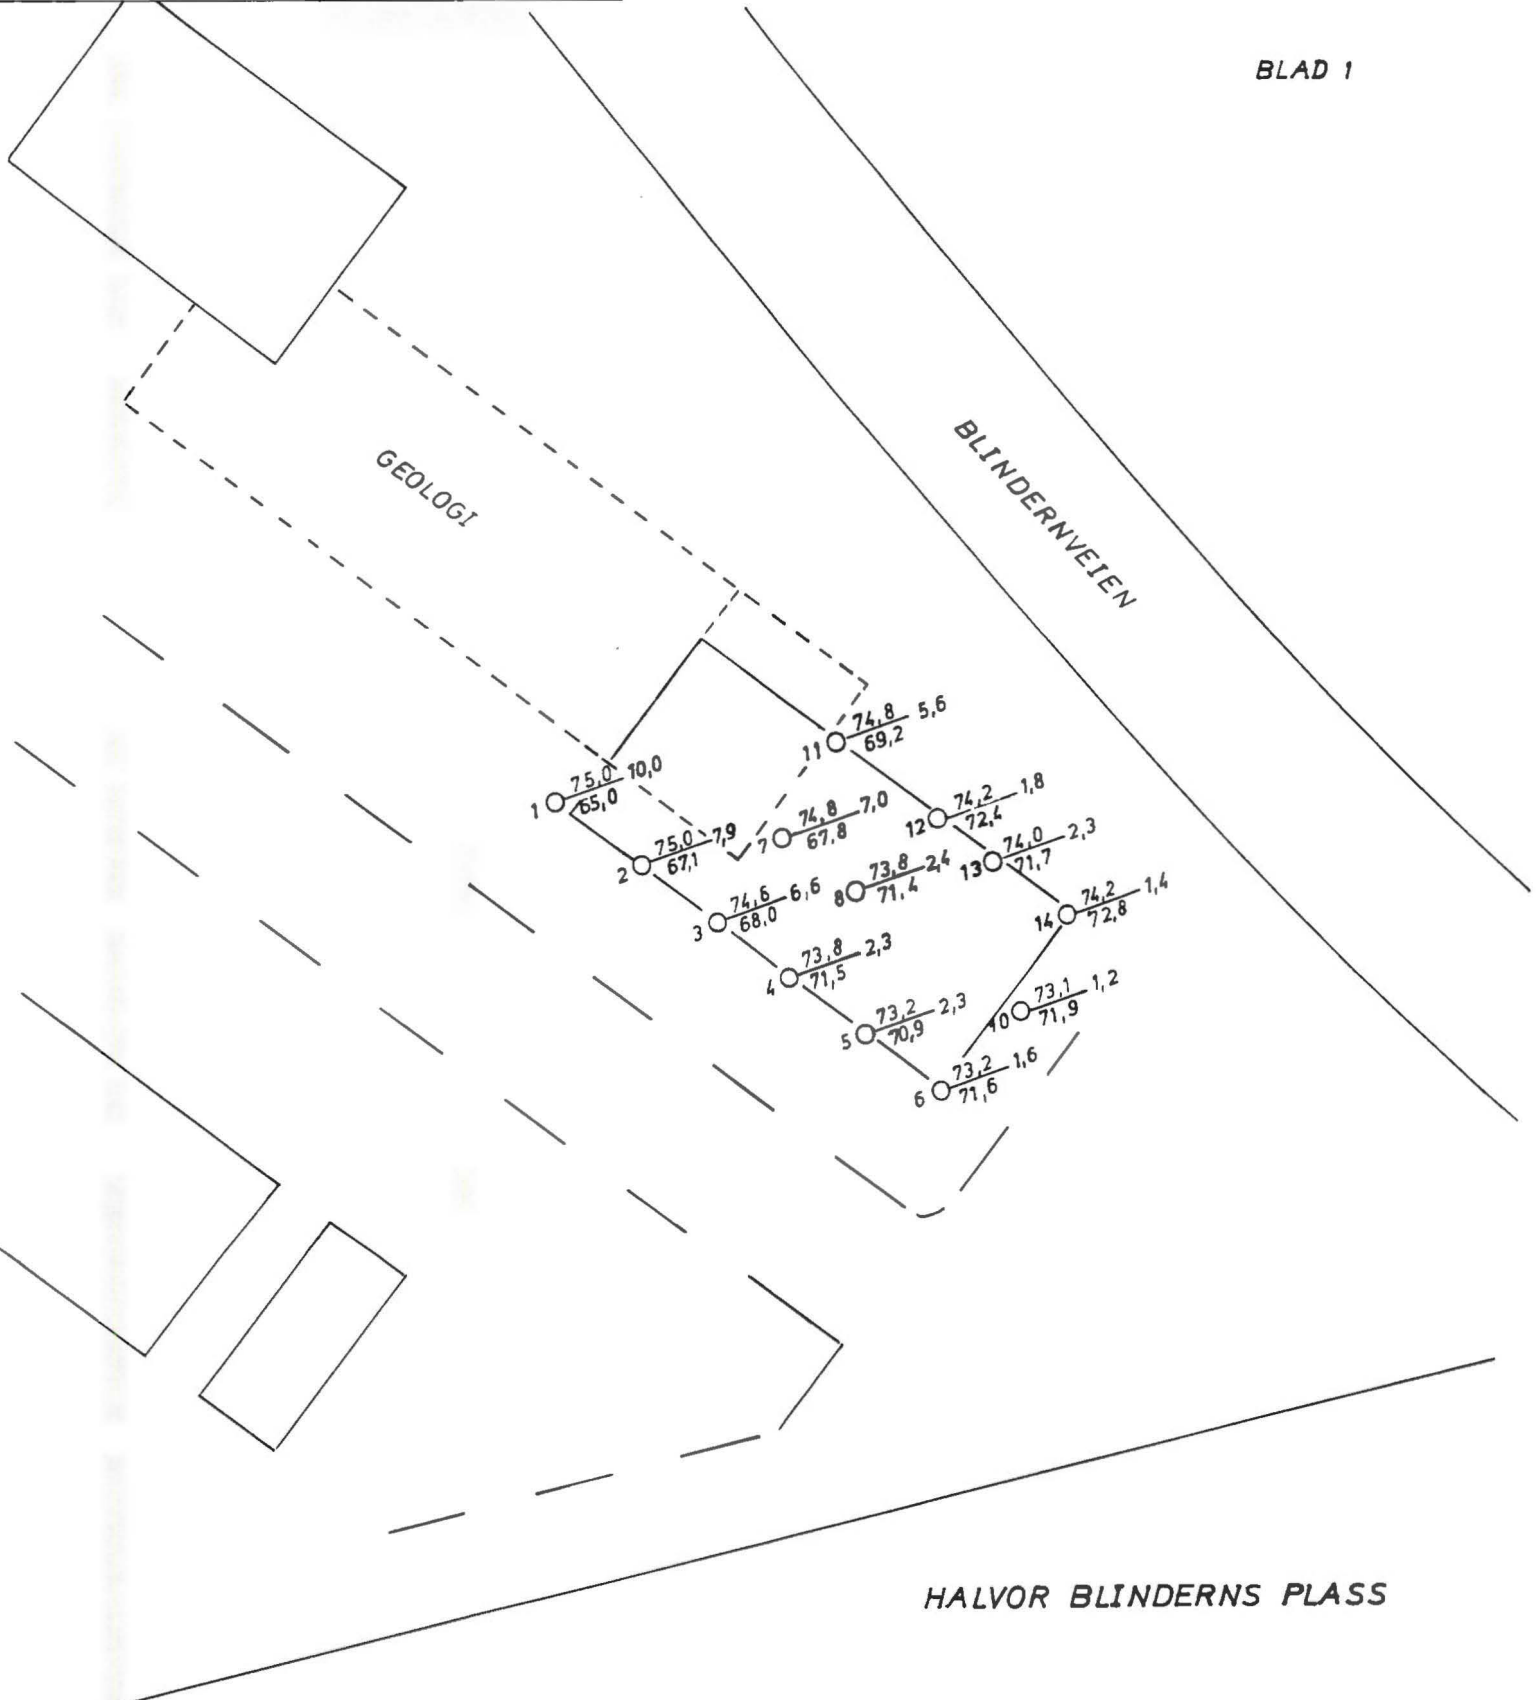 BLAD 1
BLINDERNVEIEN
GEOLOGI
11 74,8 5,6
69,2
1 75,0 10,0
65,0
12 74,2 1,8
72,4
7 74,8 7,0
67,8
2 75,0 7,9
67,1
13 74,0 2,3
71,7
8 73,8 2,4
71,4
3 74,6 6,6
68,0
14 74,2 1,4
72,8
4 73,8 2,3
71,5
10 73,1 1,2
71,9
5 73,2 2,3
70,9
6 73,2 1,6
71,6
HALVOR BLINDERNS PLASS